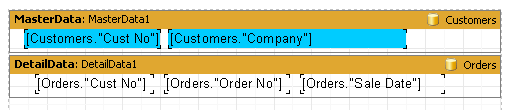 MasterData: MasterData1 Customers
[Customers."Cust No"] [Customers."Company"]
DetailData: DetailData1 Orders
[Orders."Cust No"] [Orders."Order No"] [Orders."Sale Date"]